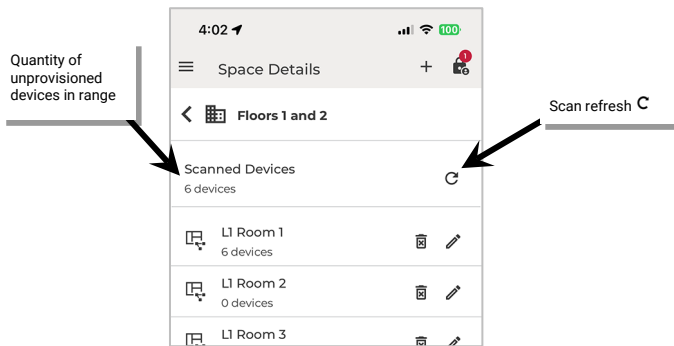 4:02
100
Quantity of
unprovisioned
devices in range
Space Details
1
Floors 1 and 2
Scan refresh
Scanned Devices
6 devices
L1 Room 1
6 devices
L1 Room 2
0 devices
L1 Room 3